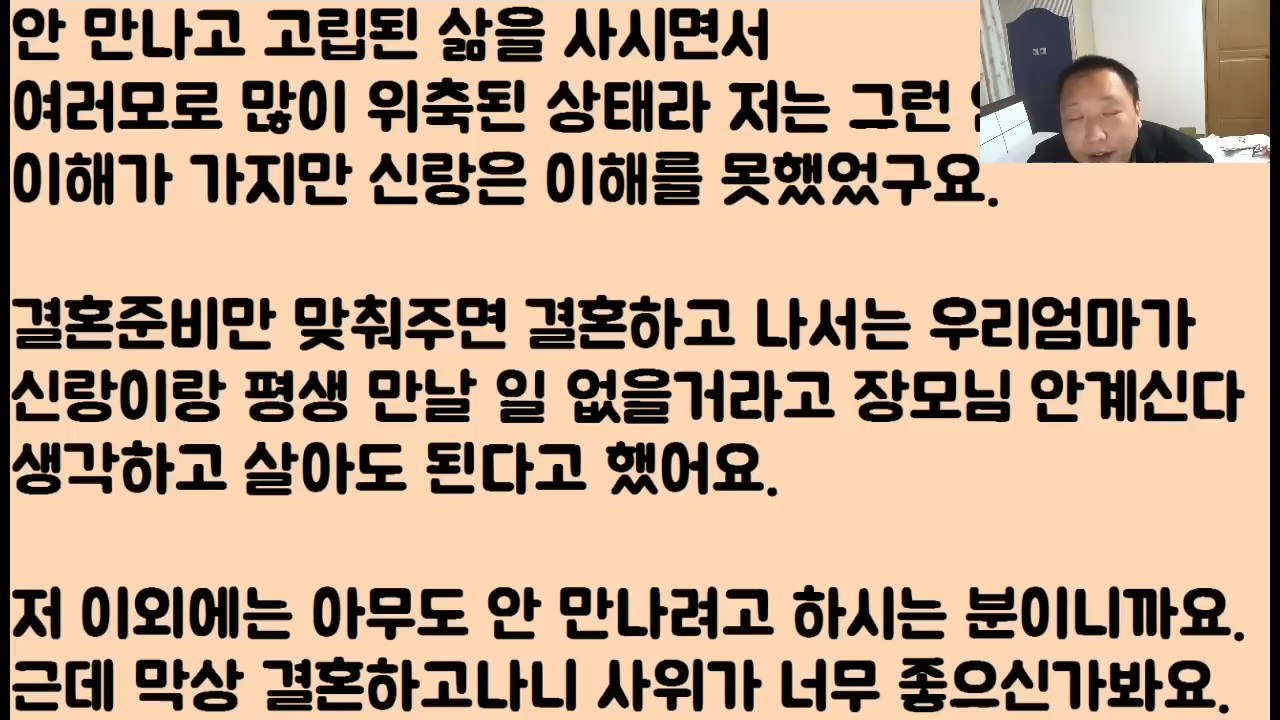 안 만나고 고립된 삶을 사시면서
여러모로 많이 위축된 상태라 저는 그런
이해가 가지만 신랑은 이해를 못했었구요.
결혼준비만 맞춰주면 결혼하고 나서는 우리엄마가
신랑이랑 평생 만날 일 없을거라고 장모님 안계신다
생각하고 살아도 된다고 했어요.
저 이외에는 아무도 안 만나려고 하시는 분이니까요.
근데 막상 결혼하고나니 사위가 너무 좋으신가봐요.